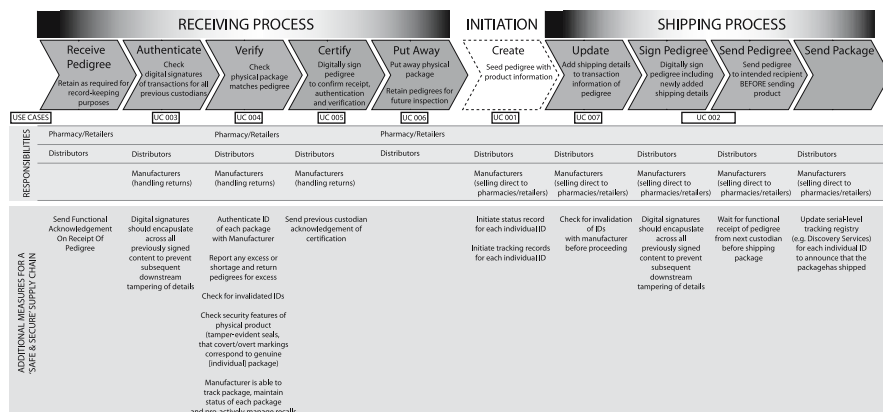 RECEIVING PROCESS
INITIATION
SHIPPING PROCESS
Receive
Pedigree
Retain as required for
record-keeping
purposes
Authenticate
Check
digital signatures
of transactions for all
previous custodians
Verify
Check
physical package
matches pedigree
Certify
Digitally sign
pedigree
to confirm receipt,
authentication
and verification
Put Away
Put away physical
package
Retain pedigrees for
future inspection
Create
Seed pedigree with
product information
Update
Add shipping details
to transaction
information of
pedigree
Sign Pedigree
Digitally sign
pedigree including
newly added
shipping details
Send Pedigree
Send pedigree
to intended recipient
BEFORE sending
product
Send Package
USE CASES
UC 003
UC 004
UC 005
UC 006
UC 001
UC 007
UC 002
RESPONSIBILITIES
Pharmacy/Retailers
Pharmacy/Retailers
Pharmacy/Retailers
Distributors
Distributors
Distributors
Distributors
Distributors
Distributors
Distributors
Distributors
Distributors
Distributors
Manufacturers
(handling returns)
Manufacturers
(handling returns)
Manufacturers
(handling returns)
Manufacturers
(selling direct to
pharmacies/retailers)
Manufacturers
(selling direct to
pharmacies/retailers)
Manufacturers
(selling direct to
pharmacies/retailers)
Manufacturers
(selling direct to
pharmacies/retailers)
Manufacturers
(selling direct to
pharmacies/retailers)
ADDITIONAL MEASURES FOR A
'SAFE & SECURE' SUPPLY CHAIN
Send Functional
Acknowledgement
On Receipt Of
Pedigree
Digital signatures
should encapuslate
across all
previously signed
content to prevent
subsequent
downstream
tampering of details
Authenticate ID
of each package
with Manufacturer
Report any excess or
shortage and return
pedigrees for excess
Check for invalidated IDs
Check security features of
physical product
(tamper-evident seals,
that covert/overt markings
correspond to genuine
[individual] package)
Manufacturer is able to
track package, maintain
status of each package
and pro-actively manage recalls
Send previous custodian
acknowledgement of
certification
Initiate status record
for each individual ID
Initiate tracking records
for each individual ID
Check for invalidation
of IDs
with manufacturer
before proceeding
Digital signatures
should encapuslate
across all
previously signed
content to prevent
subsequent
downstream
tampering of details
Wait for functional
receipt of pedigree
from next custodian
before shipping
package
Update serial-level
tracking registry
(e.g. Discovery Services)
for each individual ID
to announce that the
packagehas shipped